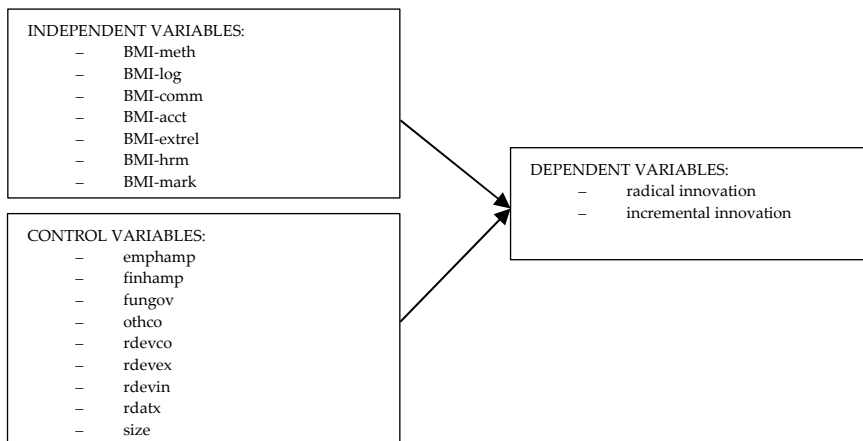 INDEPENDENT VARIABLES:
– BMI-meth
– BMI-log
– BMI-comm
– BMI-acct
– BMI-extrel
– BMI-hrm
– BMI-mark
CONTROL VARIABLES:
– emphamp
– finhamp
– fungov
– othco
– rdevco
– rdevex
– rdevin
– rdatx
– size
DEPENDENT VARIABLES:
– radical innovation
– incremental innovation